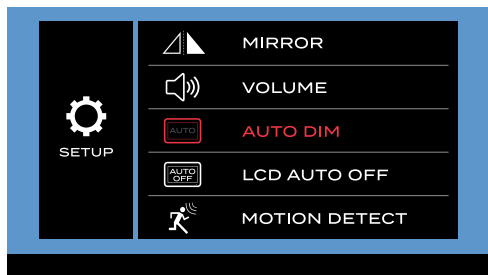 SETUP
MIRROR
VOLUME
AUTO
AUTO DIM
AUTO
OFF
LCD AUTO OFF
MOTION DETECT